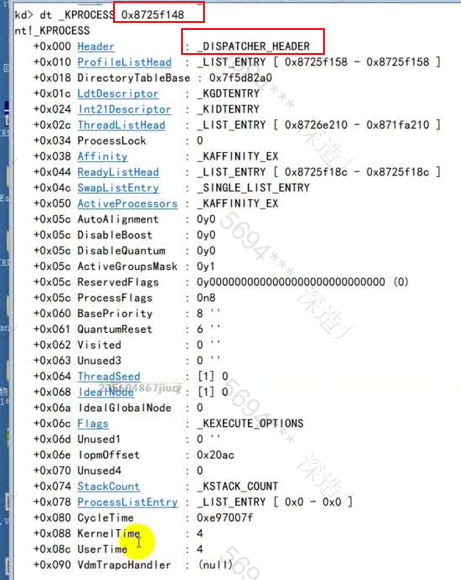 kd> dt _KPROCESS 0x8725f148
nt!_KPROCESS
+0x000 Header : _DISPATCHER_HEADER
+0x010 ProfileListHead : _LIST_ENTRY [ 0x8725f158 - 0x8725f158 ]
+0x018 DirectoryTableBase : 0x7f5d82a0
+0x01c LdtDescriptor : _KGDTENTRY
+0x024 Int21Descriptor : _KIDTENTRY
+0x02c ThreadListHead : _LIST_ENTRY [ 0x8726e210 - 0x871fa210 ]
+0x034 ProcessLock : 0
+0x038 Affinity : _KAFFINITY_EX
+0x044 ReadyListHead : _LIST_ENTRY [ 0x8725f18c - 0x8725f18c ]
+0x04c SwapListEntry : _SINGLE_LIST_ENTRY
+0x050 ActiveProcessors : _KAFFINITY_EX
+0x05c AutoAlignment : 0y0
+0x05c DisableBoost : 0y0
+0x05c DisableQuantum : 0y0
+0x05c ActiveGroupsMask : 0y1
+0x05c ReservedFlags : 0y0000000000000000000000000000 (0)
+0x05c ProcessFlags : 0n8
+0x060 BasePriority : 8 ''
+0x061 QuantumReset : 6 ''
+0x062 Visited : 0 ''
+0x063 Unused3 : 0 ''
+0x064 ThreadSeed : [1] 0
+0x068 IdealNode : [1] 0
+0x06a IdealGlobalNode : 0
+0x06c Flags : _KEXECUTE_OPTIONS
+0x06d Unused1 : 0 ''
+0x06e IopmOffset : 0x20ac
+0x070 Unused4 : 0
+0x074 StackCount : _KSTACK_COUNT
+0x078 ProcessListEntry : _LIST_ENTRY [ 0x0 - 0x0 ]
+0x080 CycleTime : 0xe97007f
+0x088 KernelTime : 4
+0x08c UserTime : 4
+0x090 VdmTrapcHandler : (null)
5694*** 深造
5694*** 深造